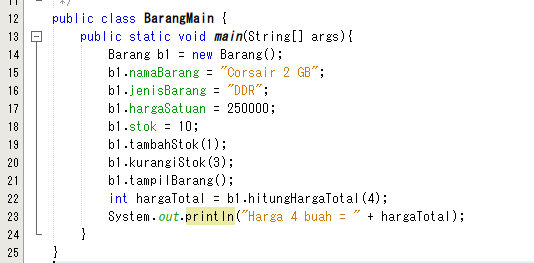 11 */
12 public class BarangMain {
13 public static void main(String[] args){
14 Barang b1 = new Barang();
15 b1.namaBarang = "Corsair 2 GB";
16 b1.jenisBarang = "DDR";
17 b1.hargaSatuan = 250000;
18 b1.stok = 10;
19 b1.tambahStok(1);
20 b1.kurangiStok(3);
21 b1.tampilBarang();
22 int hargaTotal = b1.hitungHargaTotal(4);
23 System.out.println("Harga 4 buah = " + hargaTotal);
24 }
25 }